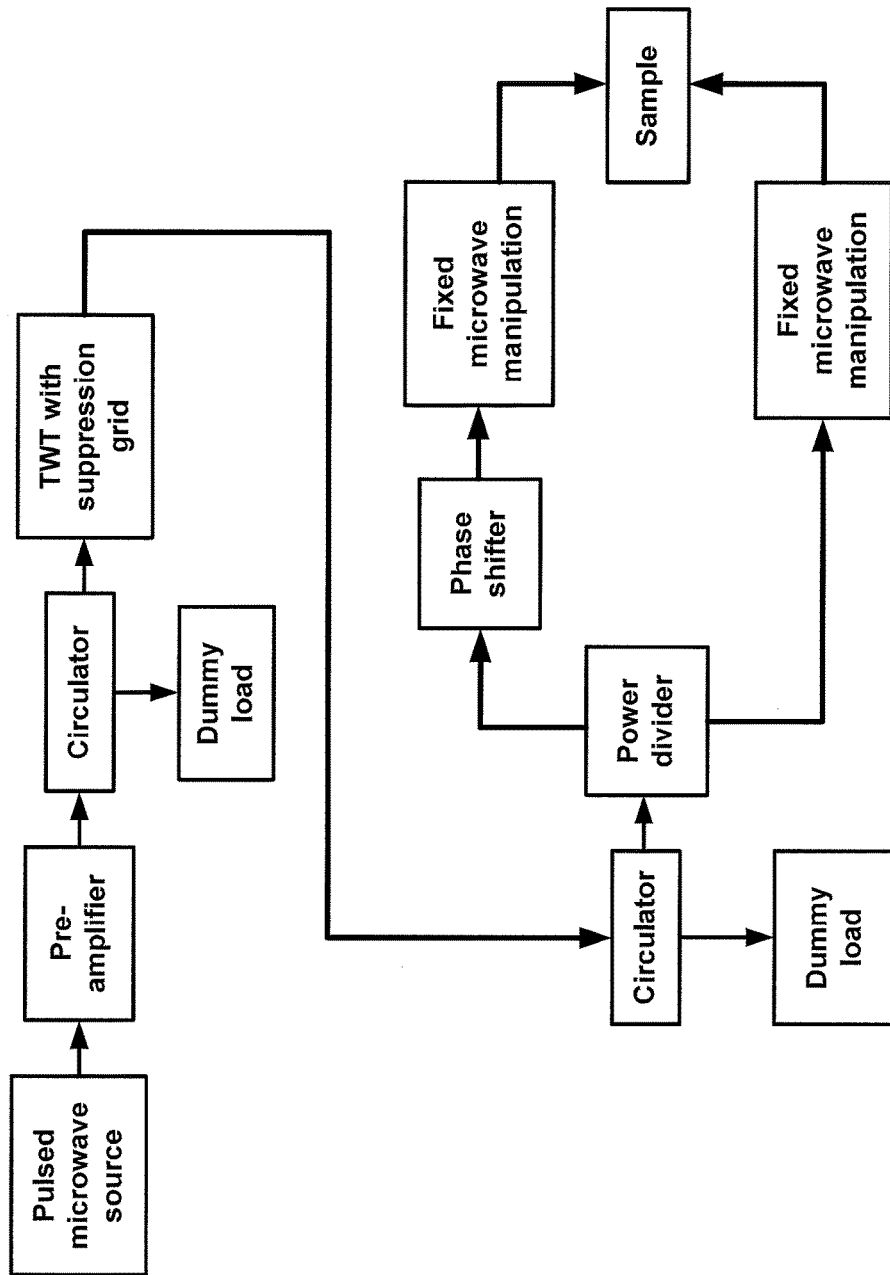 Pulsed
microwave
source
Pre-
amplifier
Circulator
Dummy
load
TWT with
suppression
grid
Circulator
Dummy
load
Power
divider
Phase
shifter
Fixed
microwave
manipulation
Fixed
microwave
manipulation
Sample